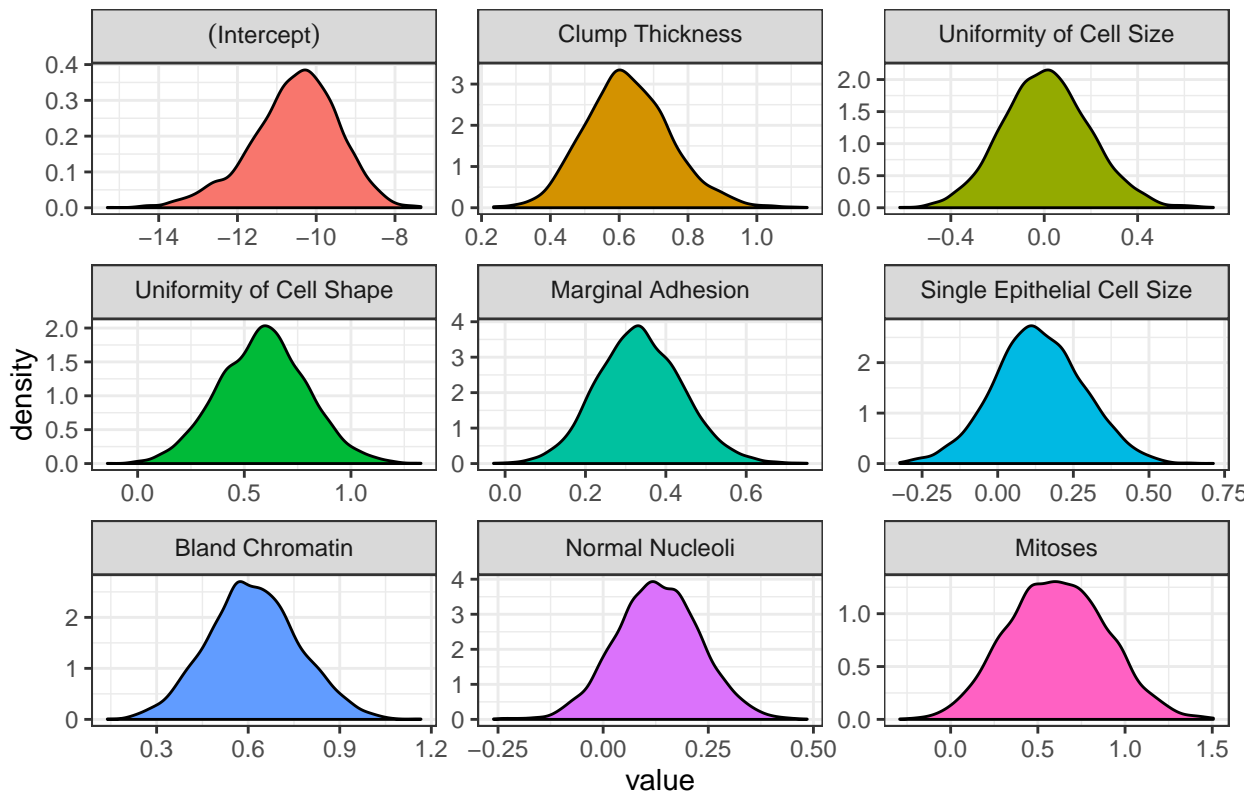 (Intercept)
Clump Thickness
Uniformity of Cell Size
0.4
0.3
0.2
0.1
0.0
−14 −12 −10 −8
3
2
1
0
0.2 0.4 0.6 0.8 1.0
2.0
1.5
1.0
0.5
0.0
−0.4 0.0 0.4
Uniformity of Cell Shape
Marginal Adhesion
Single Epithelial Cell Size
2.0
1.5
1.0
0.5
0.0
0.0 0.5 1.0
4
3
2
1
0
0.0 0.2 0.4 0.6
2
1
0
−0.25 0.00 0.25 0.50 0.75
density
Bland Chromatin
Normal Nucleoli
Mitoses
2
1
0
0.3 0.6 0.9 1.2
4
3
2
1
0
−0.25 0.00 0.25 0.50
1.0
0.5
0.0
0.0 0.5 1.0 1.5
value